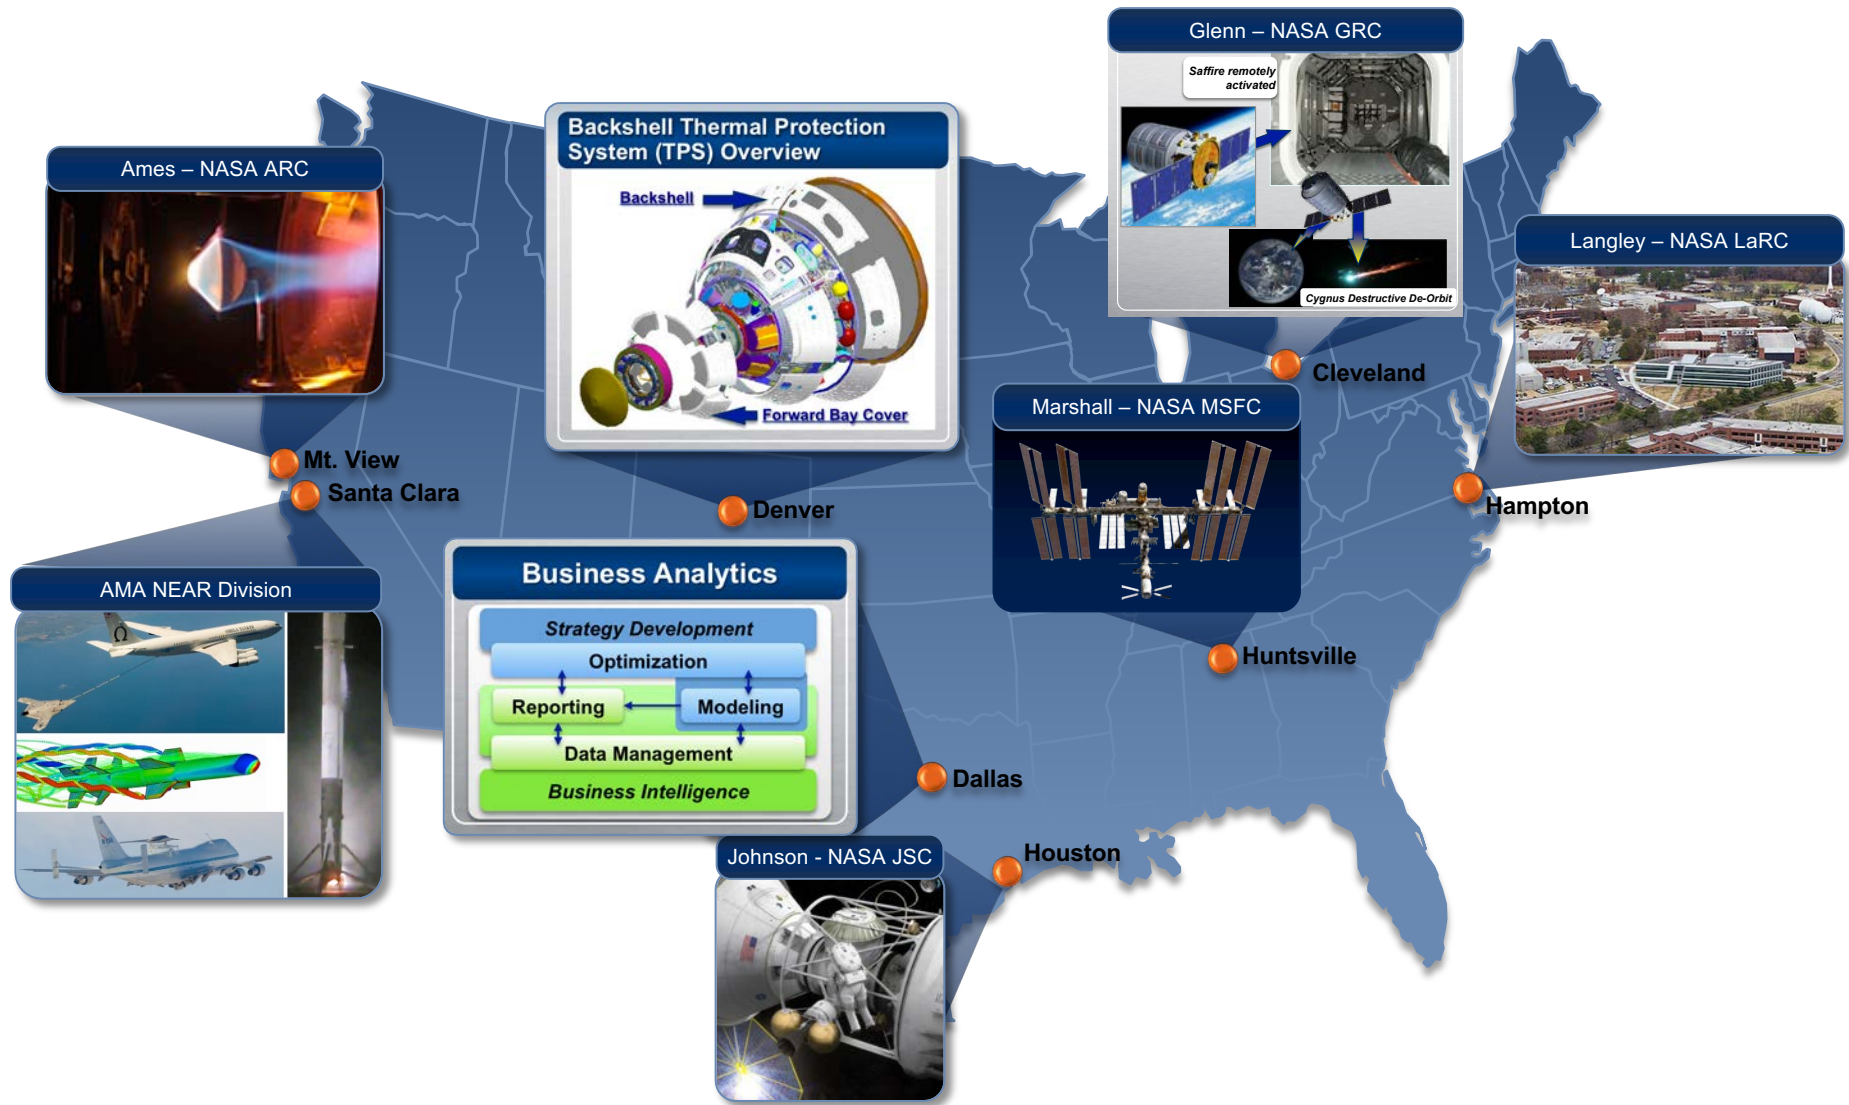 Glenn – NASA GRC
Saffire remotely
activated
Cygnus Destructive De-Orbit
Backshell Thermal Protection
System (TPS) Overview
Backshell
Forward Bay Cover
Ames – NASA ARC
Langley – NASA LaRC
Cleveland
Marshall – NASA MSFC
Mt. View
Santa Clara
Denver
Hampton
AMA NEAR Division
Business Analytics
Strategy Development
Optimization
Reporting
Modeling
Data Management
Business Intelligence
Huntsville
Dallas
Houston
Johnson - NASA JSC